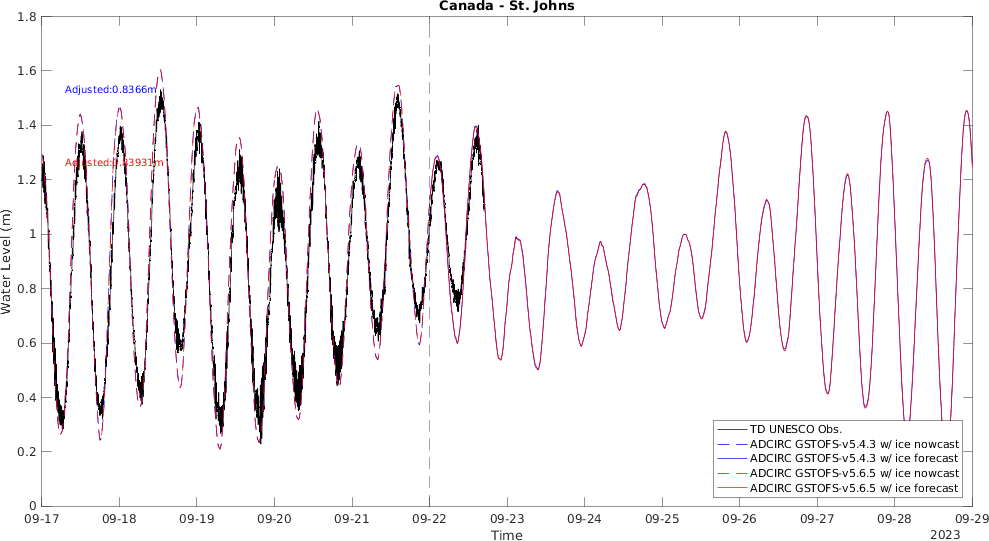 Canada - St. Johns
1.8
1.6
1.4
1.2
1
0.8
0.6
0.4
0.2
0
Water Level (m)
Adjusted:0.8366m
Adjusted:0.83931m
TD UNESCO Obs.
ADCIRC GSTOFS-v5.4.3 w/ ice nowcast
ADCIRC GSTOFS-v5.4.3 w/ ice forecast
ADCIRC GSTOFS-v5.6.5 w/ ice nowcast
ADCIRC GSTOFS-v5.6.5 w/ ice forecast
09-17 09-18 09-19 09-20 09-21 09-22 09-23 09-24 09-25 09-26 09-27 09-28 09-29
Time
2023